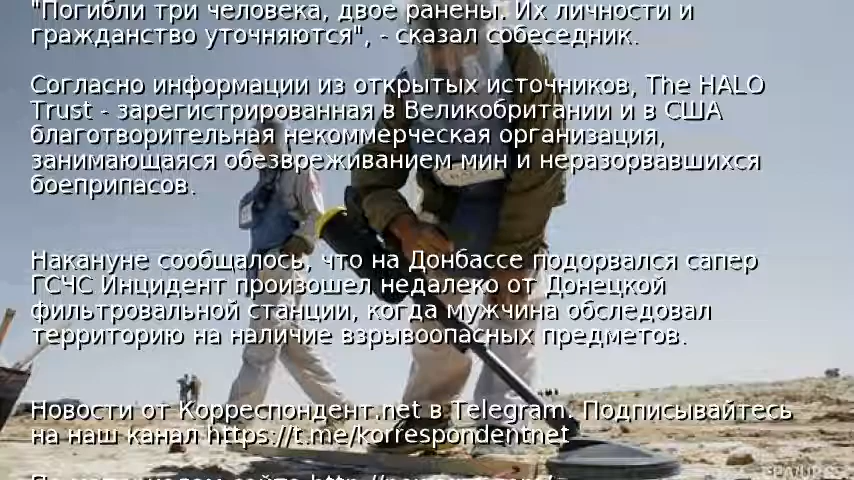 "Погибли три человека, двое ранены. Их личности и
гражданство уточняются", - сказал собеседник.
Согласно информации из открытых источников, The HALO
Trust - зарегистрированная в Великобритании и в США
благотворительная некоммерческая организация,
занимающаяся обезвреживанием мин и неразорвавшихся
боеприпасов.
Накануне сообщалось, что на Донбассе подорвался сапер
ГСЧС Инцидент произошел недалеко от Донецкой
фильтровальной станции, когда мужчина обследовал
территорию на наличие взрывоопасных предметов.
Новости от Корреспондент.net в Telegram. Подписывайтесь
на наш канал https://t.me/korrespondentnet